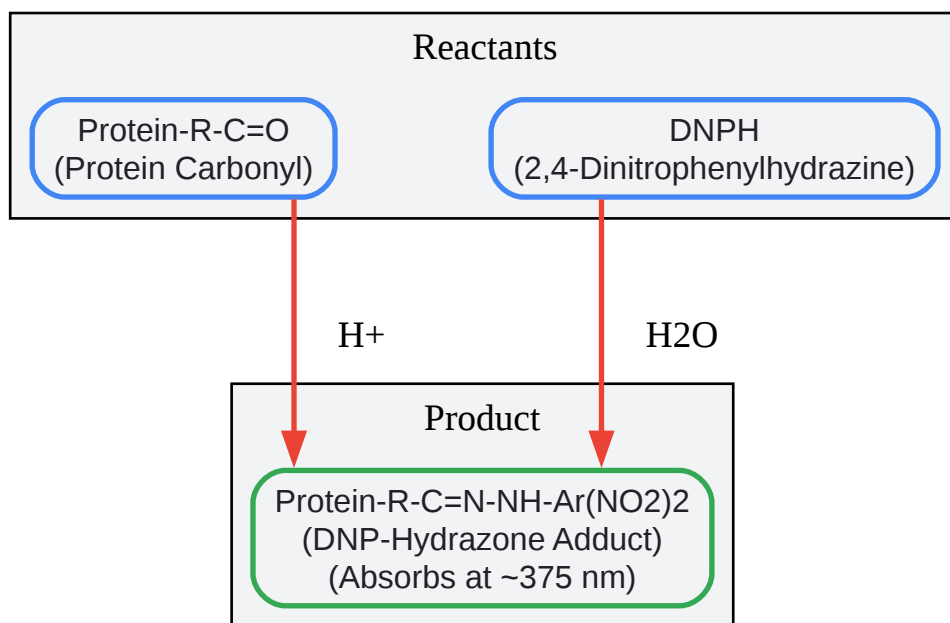 Reactants
Protein-R-C=O
(Protein Carbonyl)
DNPH
(2,4-Dinitrophenylhydrazine)
H+
H2O
Product
Protein-R-C=N-NH-Ar(NO2)2
(DNP-Hydrazone Adduct)
(Absorbs at ~375 nm)